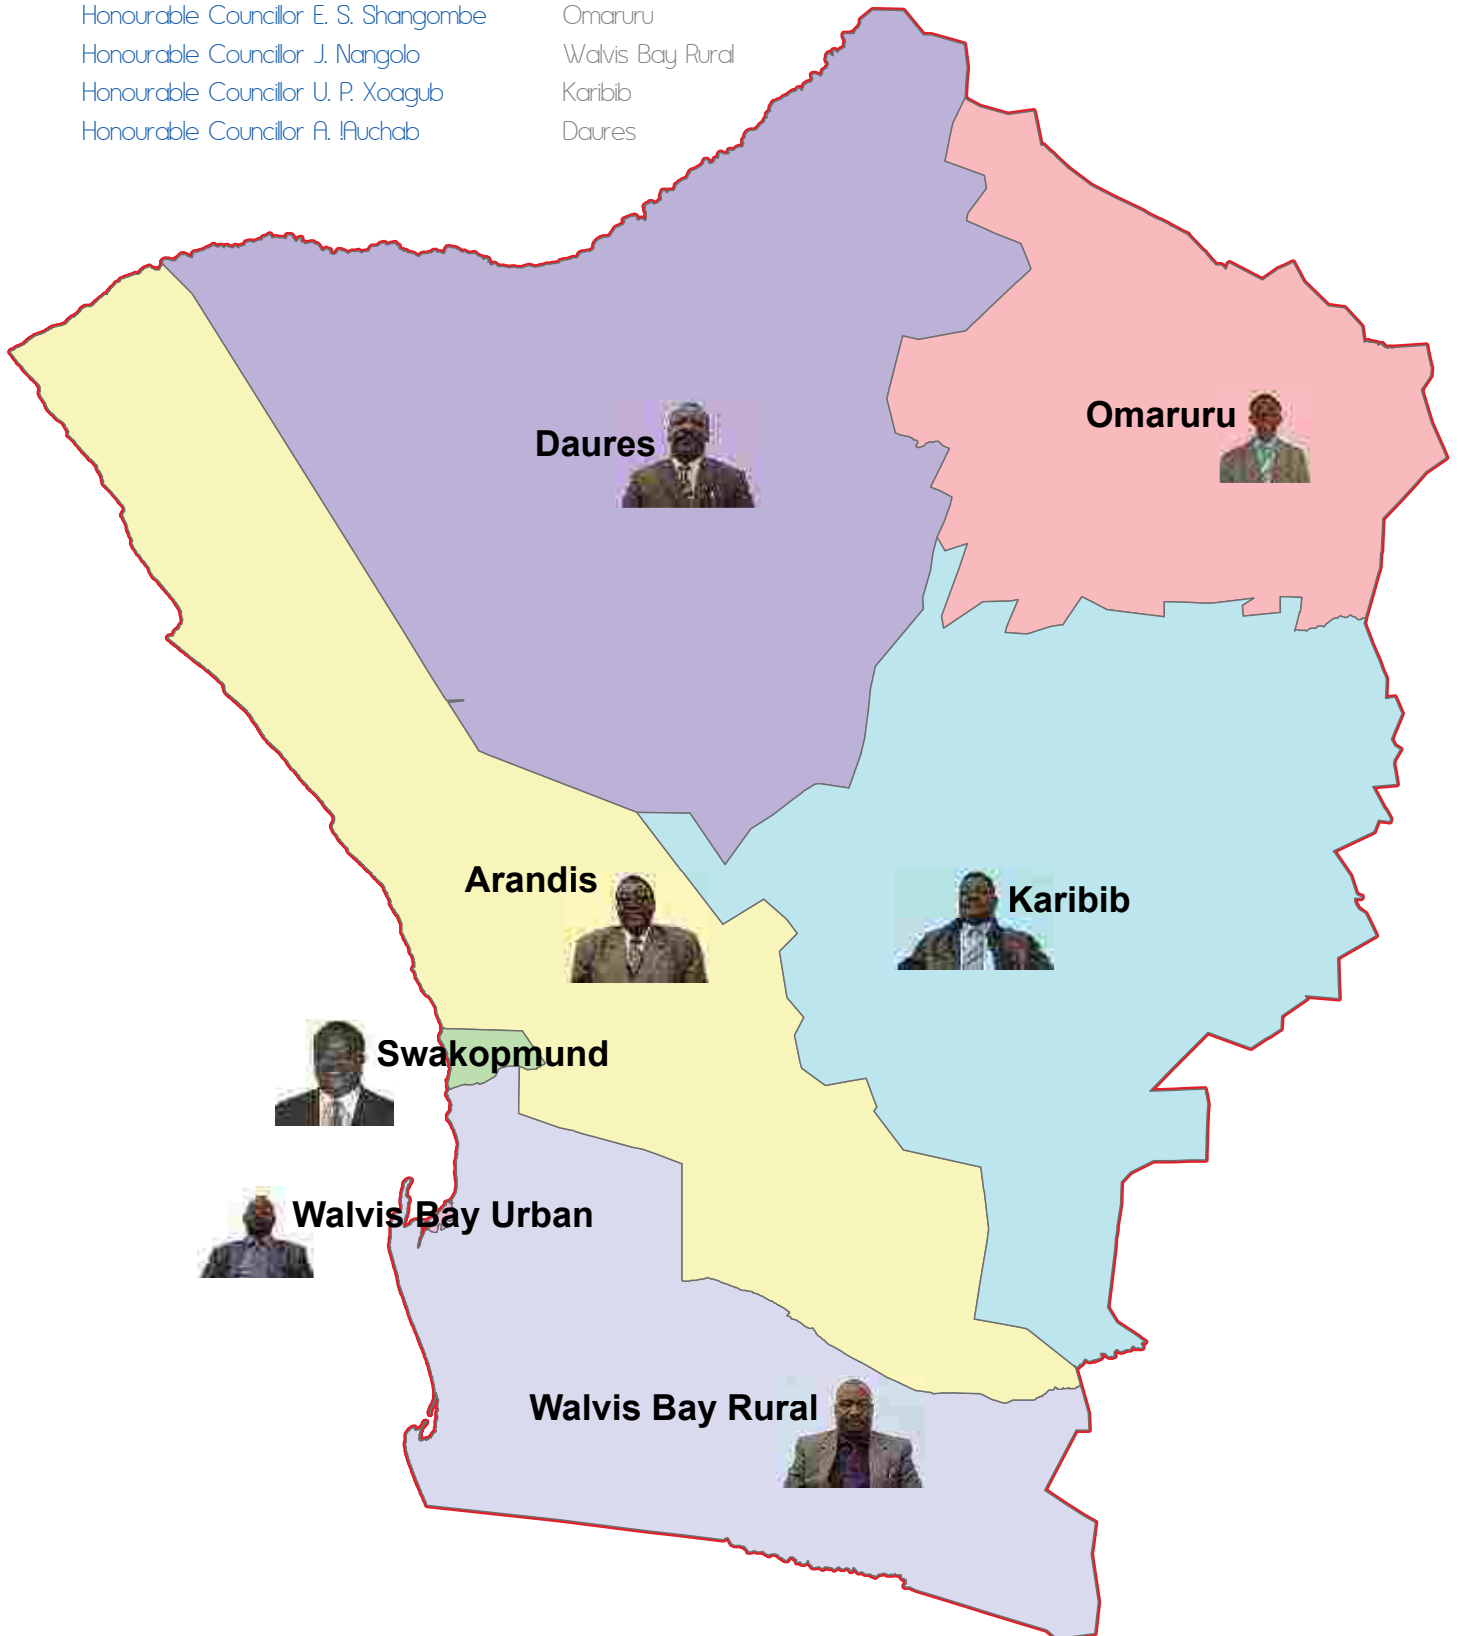 Honourable Councillor E. S. Shangombe Omaruru
Honourable Councillor J. Nangolo Walvis Bay Rural
Honourable Councillor U. P. Xoagub Karibib
Honourable Councillor A. !Auchab Daures
Omaruru
Daures
Arandis
Karibib
Swakopmund
Walvis Bay Urban
Walvis Bay Rural